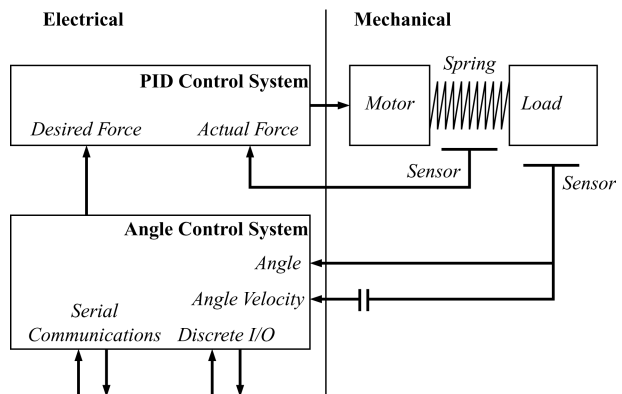 Electrical
Mechanical
PID Control System
Desired Force
Actual Force
Motor
Spring
Load
Sensor
Sensor
Angle Control System
Angle
Angle Velocity
Serial
Communications
Discrete I/O